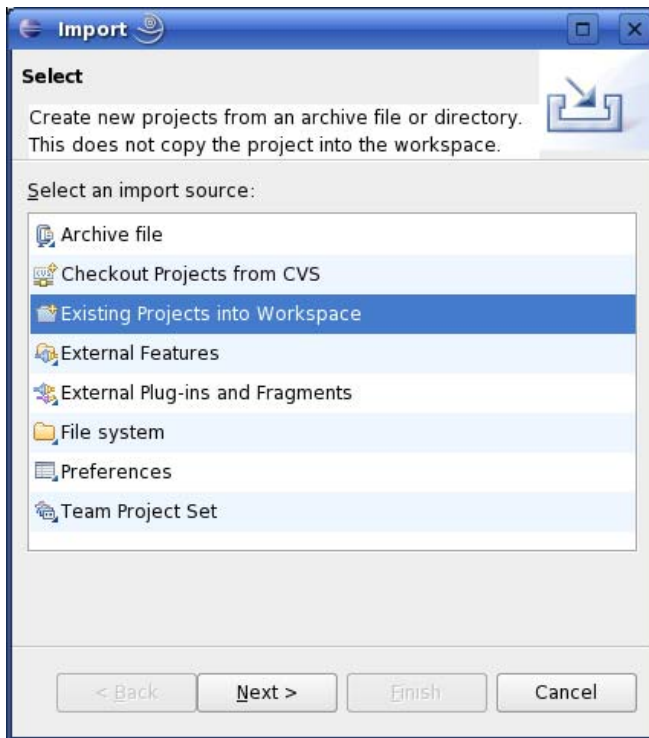 Import
Select
Create new projects from an archive file or directory.
This does not copy the project into the workspace.
Select an import source:
Archive file
Checkout Projects from CVS
Existing Projects into Workspace
External Features
External Plug-ins and Fragments
File system
Preferences
Team Project Set
< Back
Next >
Finish
Cancel